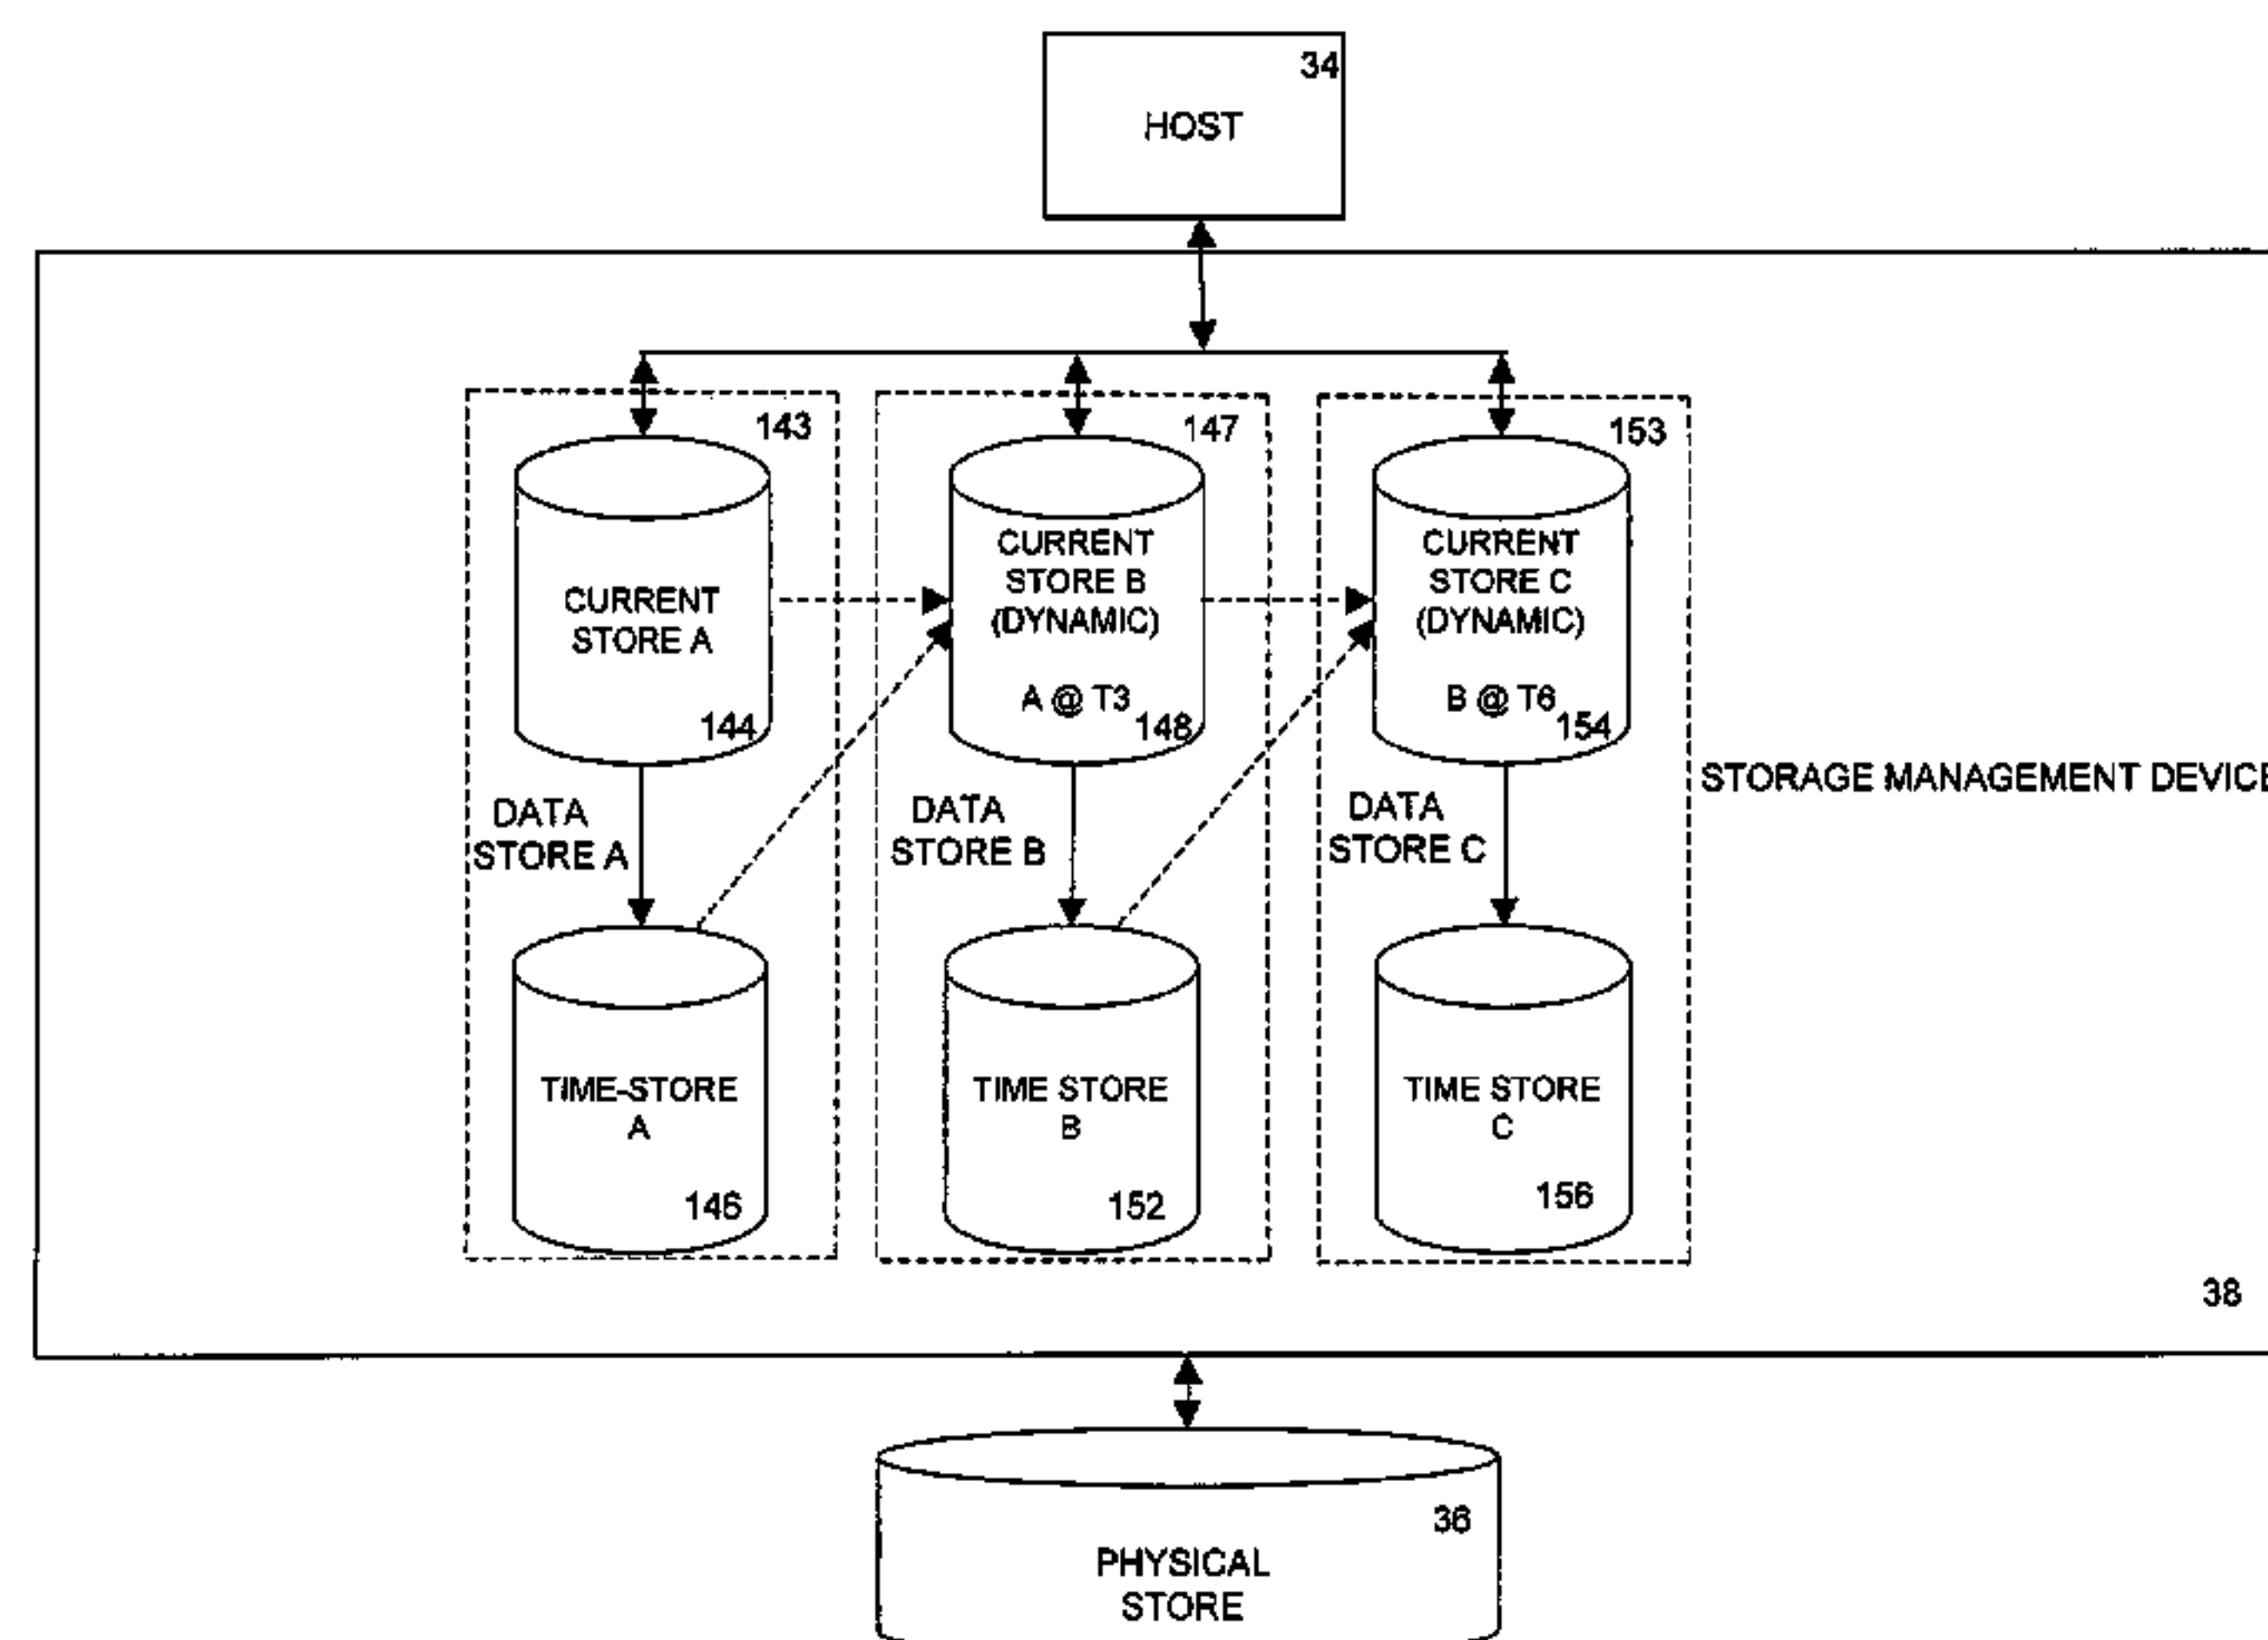 34
HOST
143
147
153
CURRENT
STORE A
144
CURRENT
STORE B
(DYNAMIC)
A @ T3
148
CURRENT
STORE C
(DYNAMIC)
B @ T6
154
STORAGE MANAGEMENT DEVICE
DATA
STORE A
DATA
STORE B
DATA
STORE C
TIME-STORE
A
146
TIME STORE
B
152
TIME STORE
C
156
38
36
PHYSICAL
STORE